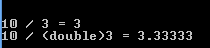 10 / 3 = 3
10 / (double)3 = 3.33333